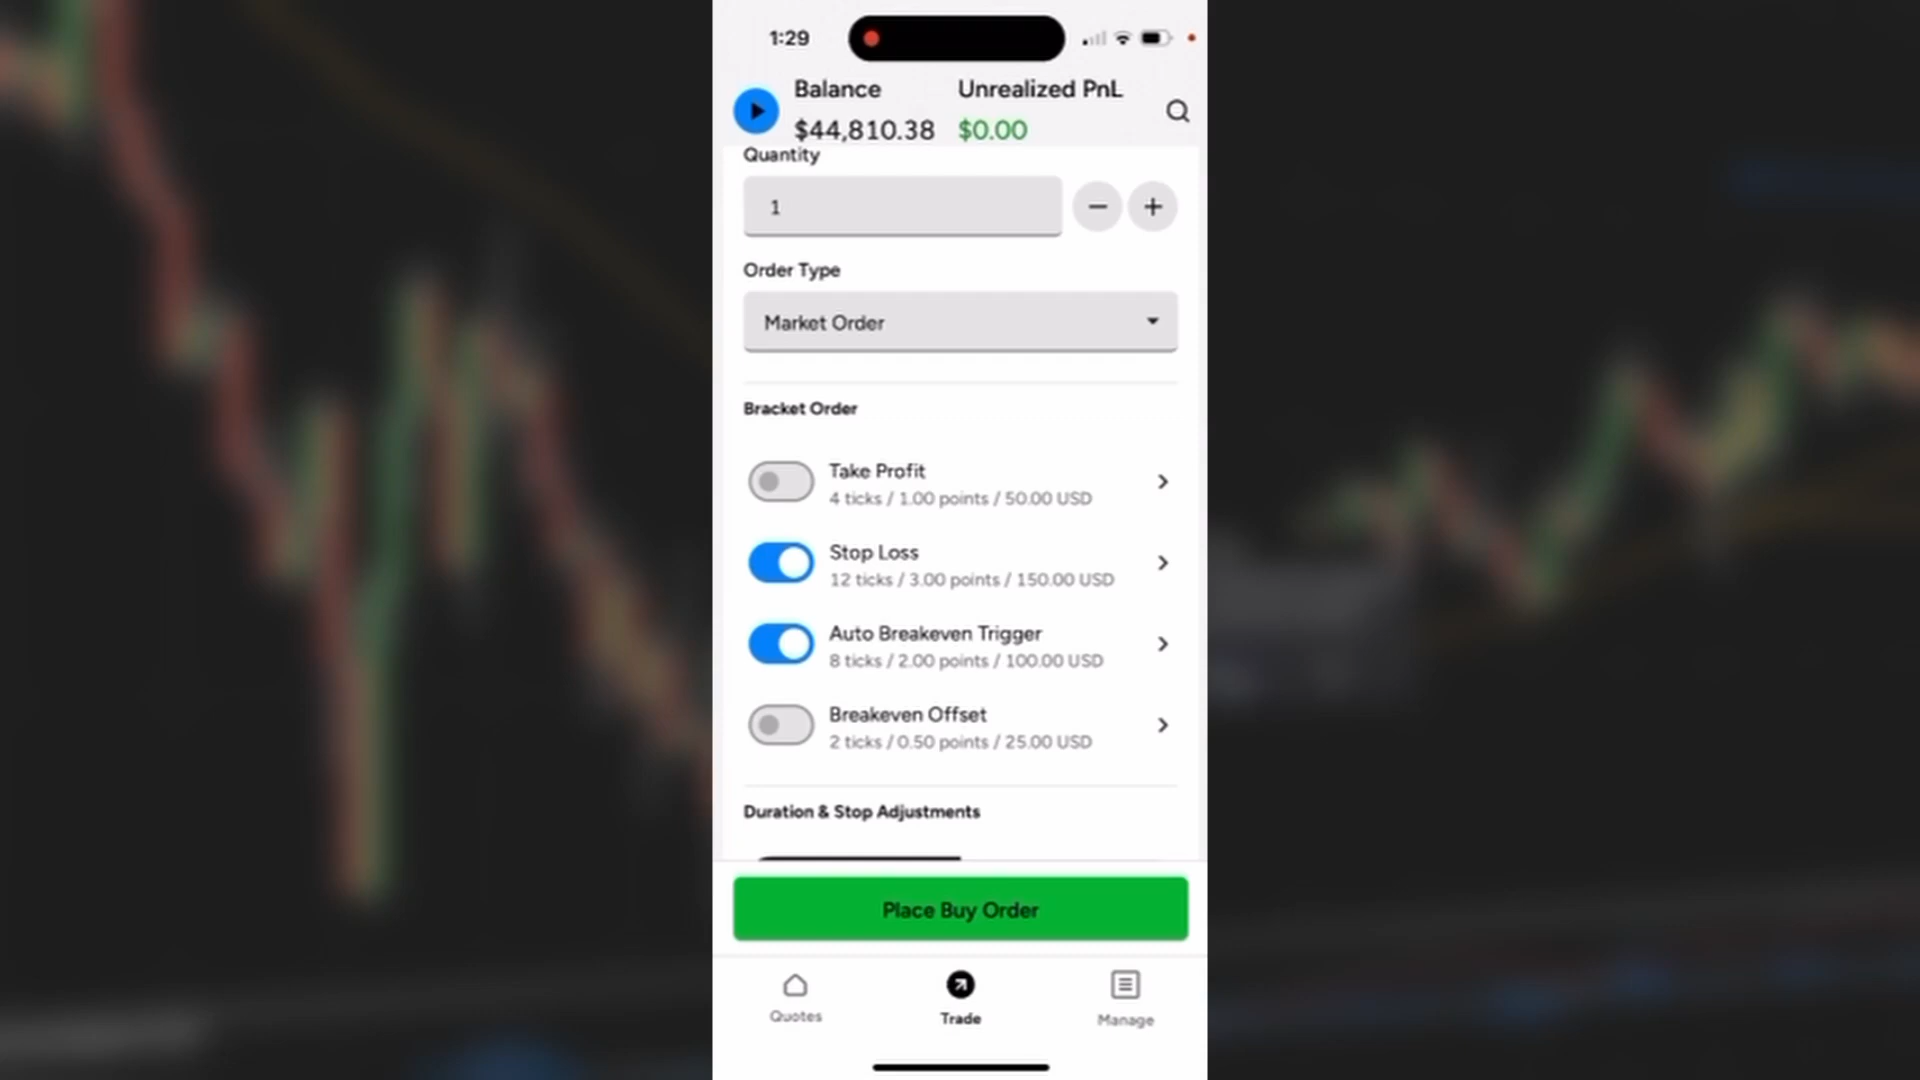 1:29
Balance
Unrealized PnL
$44,810.38
$0.00
Quantity
1
Order Type
Market Order
Bracket Order
Take Profit
4 ticks / 1.00 points / 50.00 USD
Stop Loss
12 ticks / 3.00 points / 150.00 USD
Auto Breakeven Trigger
8 ticks / 2.00 points / 100.00 USD
Breakeven Offset
2 ticks / 0.50 points / 25.00 USD
Duration & Stop Adjustments
Place Buy Order
Quotes
Trade
Manage